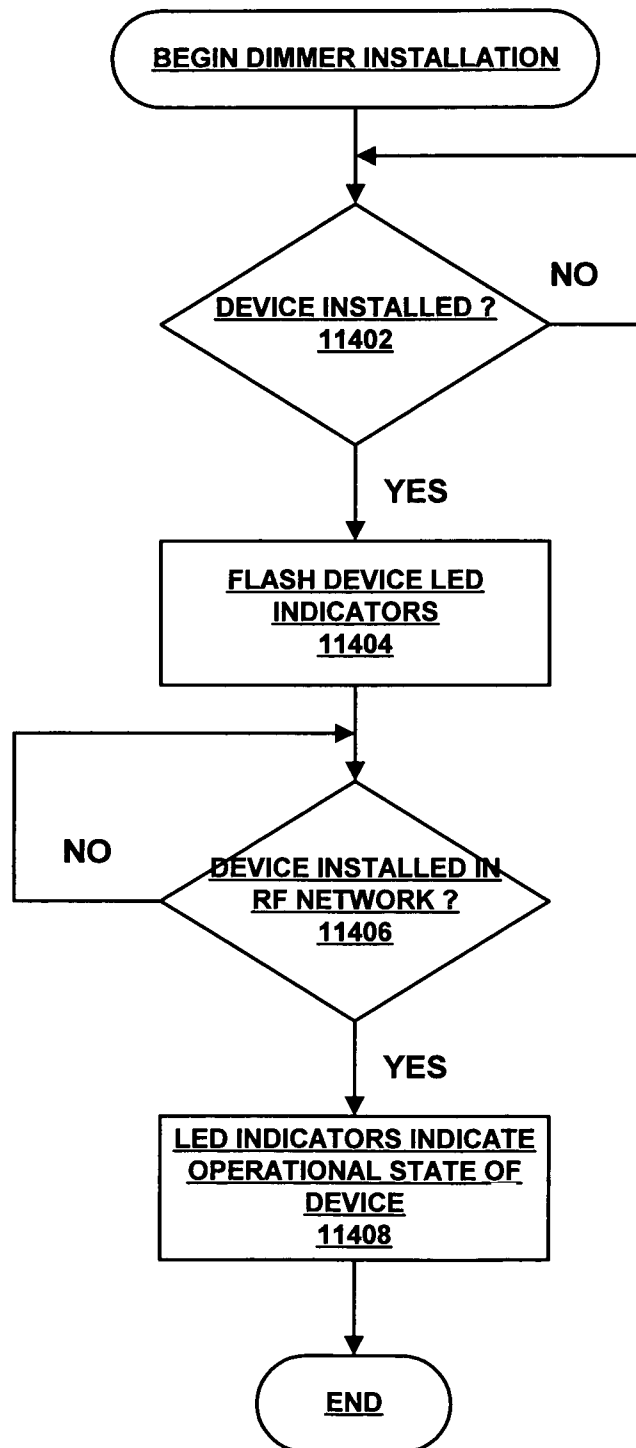 BEGIN DIMMER INSTALLATION
NO
DEVICE INSTALLED ?
11402
YES
FLASH DEVICE LED
INDICATORS
11404
NO
DEVICE INSTALLED IN
RF NETWORK ?
11406
YES
LED INDICATORS INDICATE
OPERATIONAL STATE OF
DEVICE
11408
END